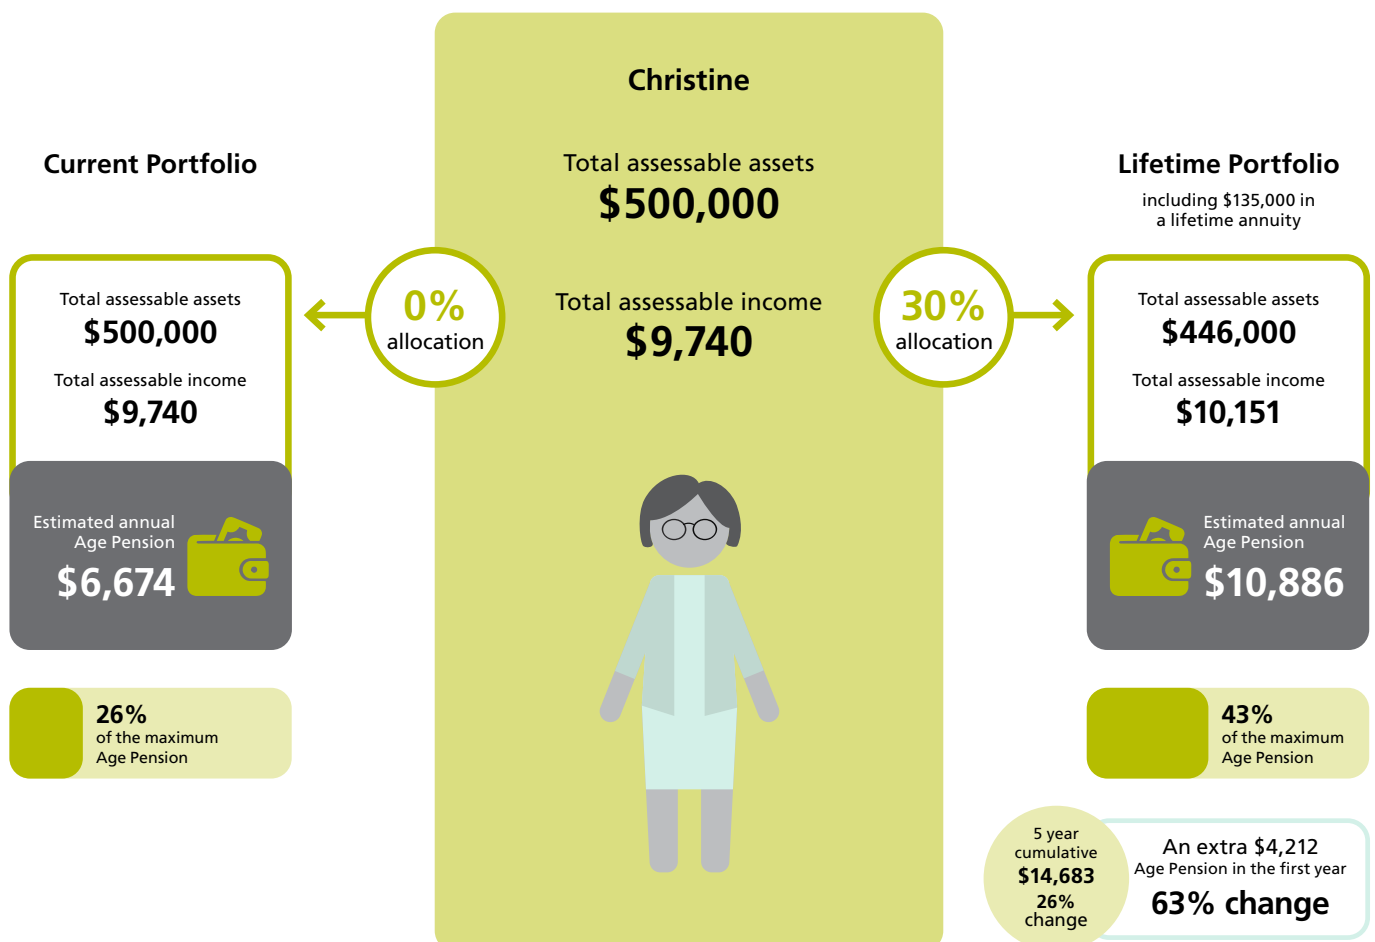 Christine
Total assessable assets
$500,000
Total assessable income
$9,740
Current Portfolio
0%
allocation
Total assessable assets
$500,000
Total assessable income
$9,740
Estimated annual
Age Pension
$6,674
26%
of the maximum
Age Pension
Lifetime Portfolio
including $135,000 in
a lifetime annuity
30%
allocation
Total assessable assets
$446,000
Total assessable income
$10,151
Estimated annual
Age Pension
$10,886
43%
of the maximum
Age Pension
5 year
cumulative
$14,683
26%
change
An extra $4,212
Age Pension in the first year
63% change